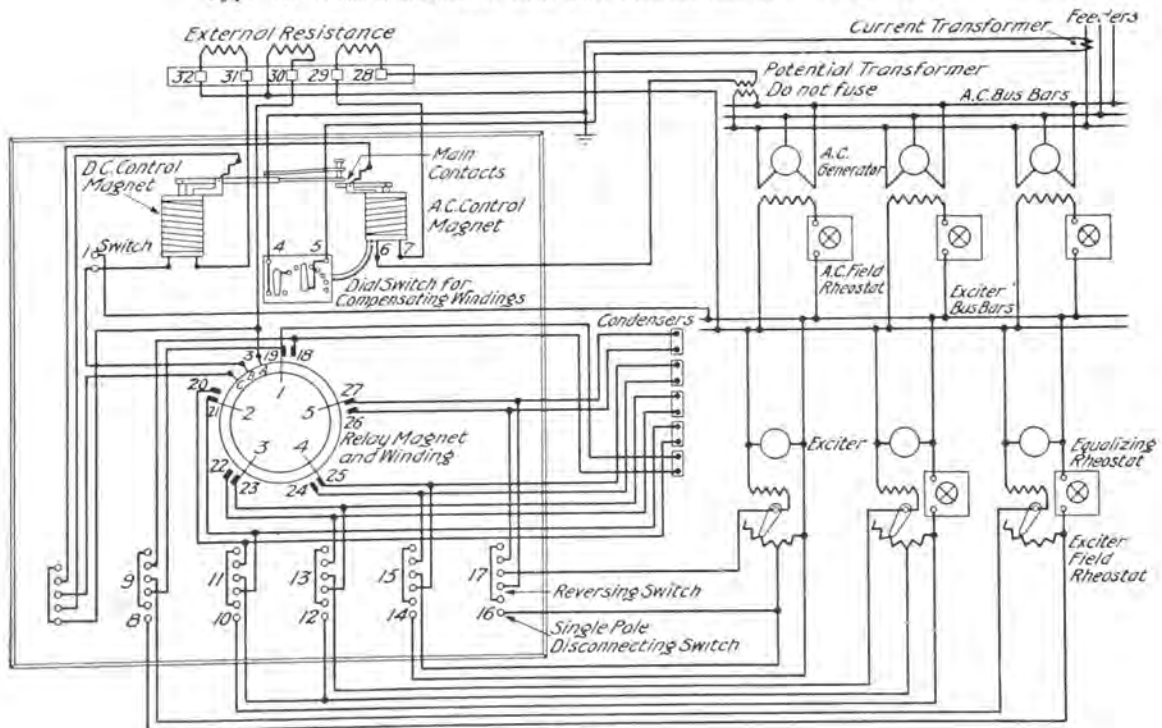 Feeders
Current Transformer
External Resistance
32 31 30 29 28
Potential Transformer
Do not fuse
A.C. Bus Bars
D.C. Control
Magnet
Main
Contacts
A.C.
Generator
A.C. Control
Magnet
1 Switch
4 5 6 7
Dial Switch for
Compensating Windings
A.C. Field
Rheostat
Exciter
Bus Bars
Condensers
3 19 18
20
21
1
2 5
3 4
27
26
Relay Magnet
and Winding
22
23
24
25
Exciter
Equalizing
Rheostat
Exciter
Field
Rheostat
9 11 13 15 17
Reversing Switch
8 10 12 14 16
Single Pole
Disconnecting Switch